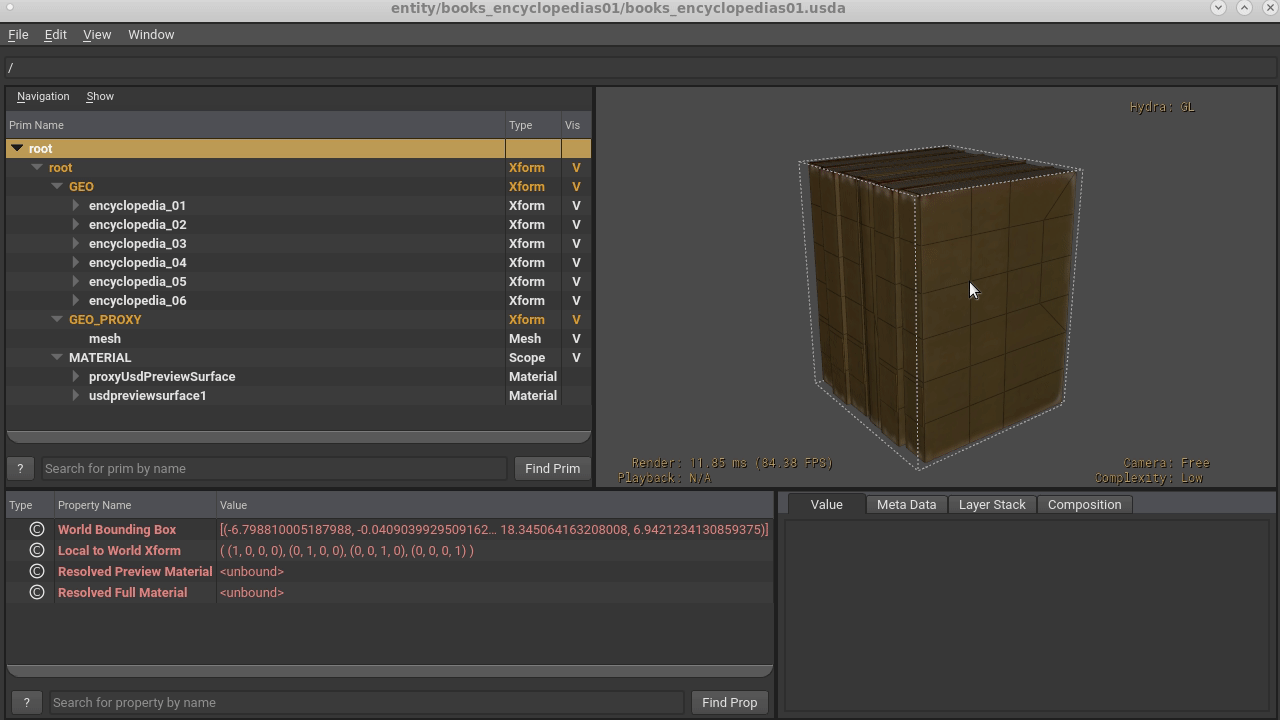 entity/books_encyclopedias01/books_encyclopedias01.usda
File Edit View Window
/
Navigation Show
Prim Name Type Vis
root
root Xform V
GEO Xform V
encyclopedia_01 Xform V
encyclopedia_02 Xform V
encyclopedia_03 Xform V
encyclopedia_04 Xform V
encyclopedia_05 Xform V
encyclopedia_06 Xform V
GEO_PROXY Xform V
mesh Mesh V
MATERIAL Scope V
proxyUsdPreviewSurface Material
usdpreviewsurface1 Material
? Search for prim by name Find Prim
Hydra: GL
Render: 11.85 ms (84.38 FPS)
Playback: N/A
Camera: Free
Complexity: Low
Type Property Name Value
C World Bounding Box [(-6.798810005187988, -0.0409039929509162... 18.345064163208008, 6.9421234130859375)]
C Local to World Xform ( (1, 0, 0, 0), (0, 1, 0, 0), (0, 0, 1, 0), (0, 0, 0, 1) )
C Resolved Preview Material <unbound>
C Resolved Full Material <unbound>
? Search for property by name Find Prop
Value Meta Data Layer Stack Composition